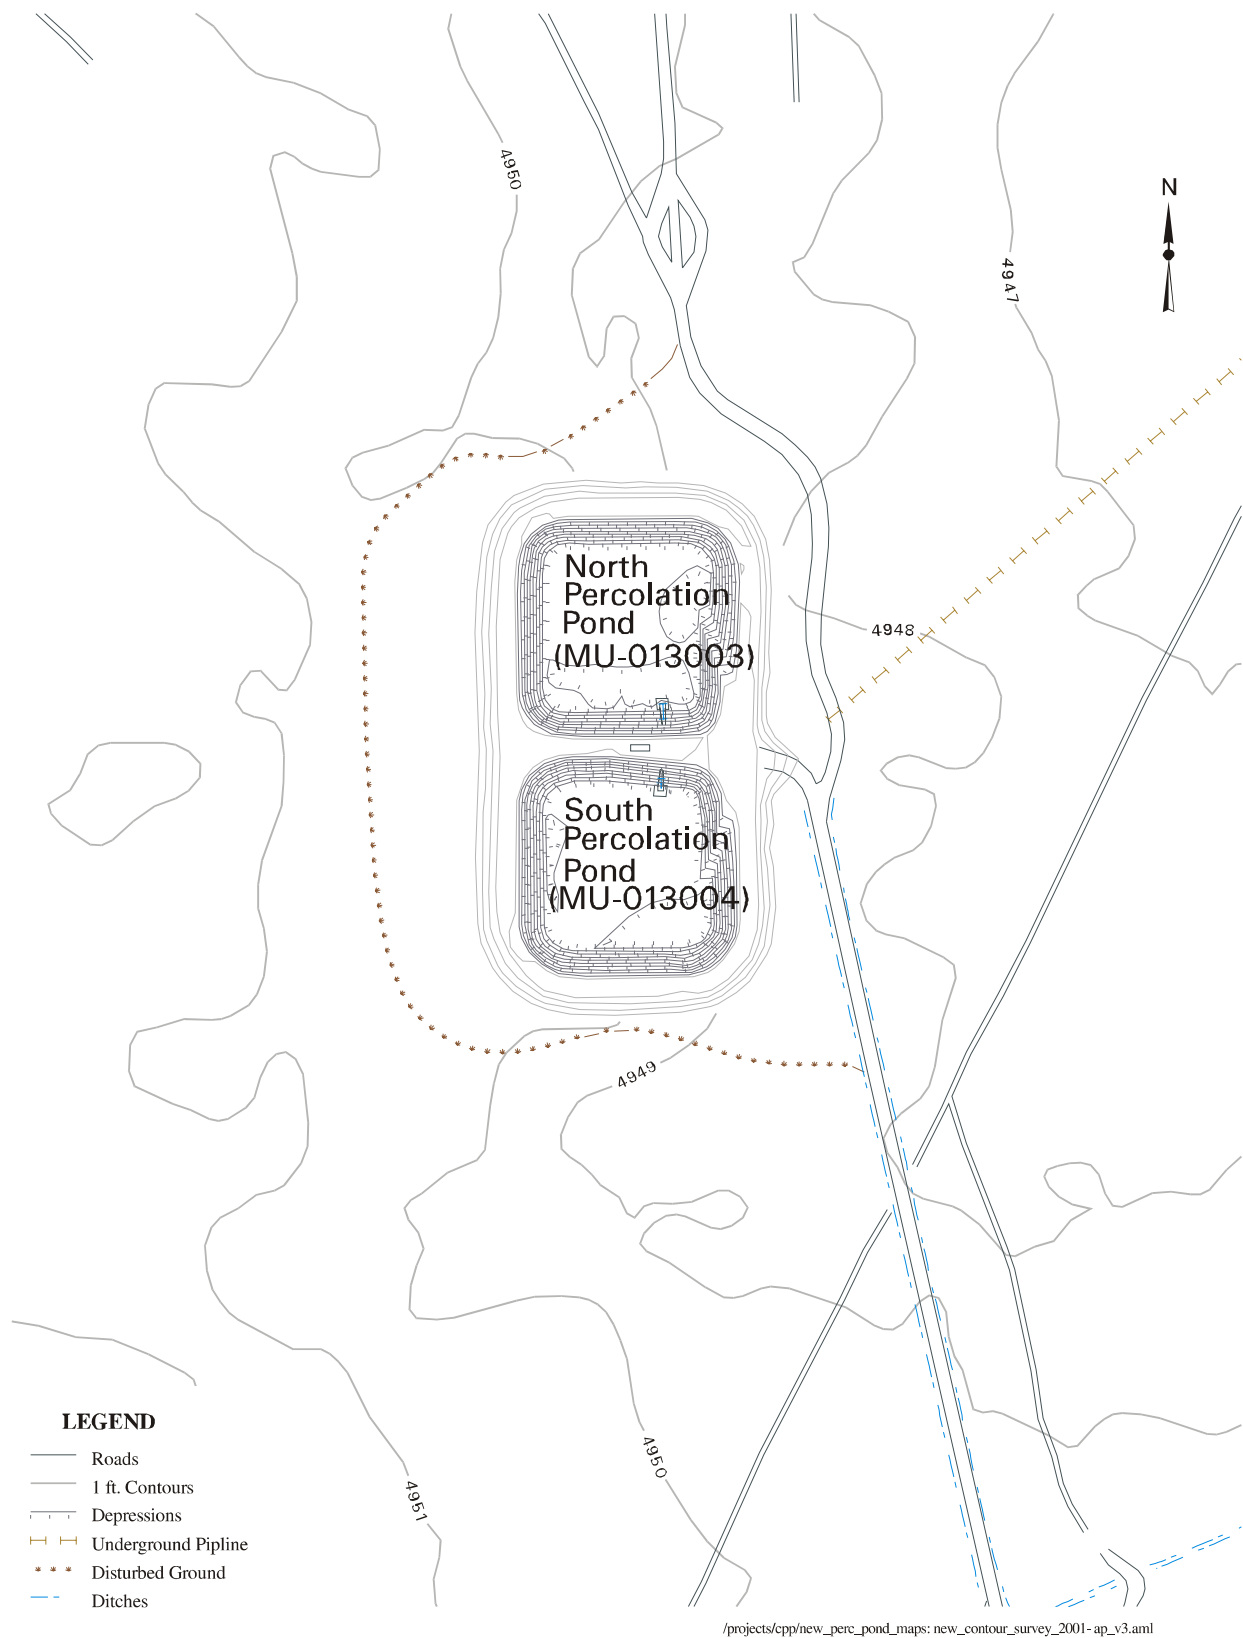 4950
N
4947
North
Percolation
Pond
(MU-013003)
4948
South
Percolation
Pond
(MU-013004)
4949
4950
4951
LEGEND
Roads
1 ft. Contours
Depressions
Underground Pipline
Disturbed Ground
Ditches
/projects/cpp/new_perc_pond_maps: new_contour_survey_2001-ap_v3.aml